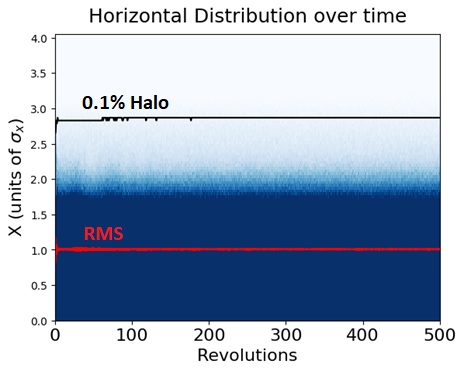 Horizontal Distribution over time
X (units of σₓ)
4.0
3.5
3.0
2.5
2.0
1.5
1.0
0.5
0.0
0.1% Halo
RMS
0 100 200 300 400 500
Revolutions